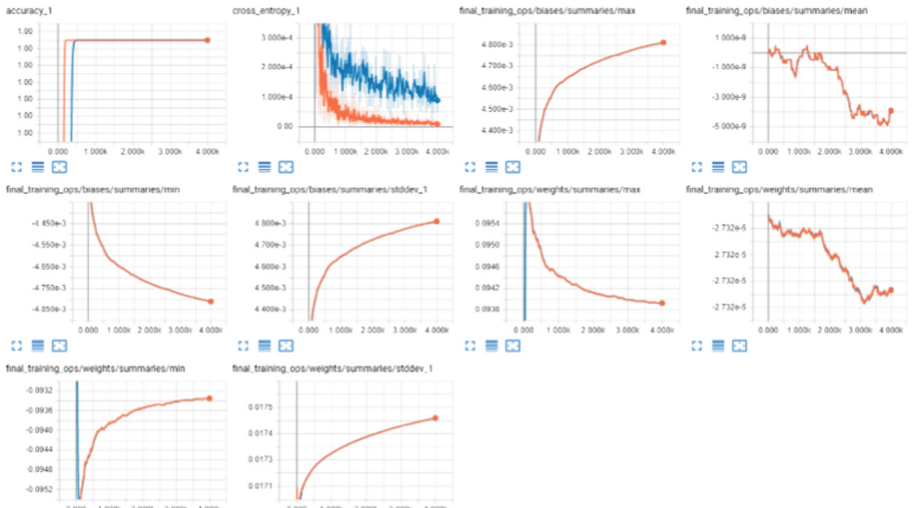 accuracy_1
1.00
1.00
1.00
1.00
1.00
1.00
1.00
0.000 1.000k 2.000k 3.000k 4.000k
cross_entropy_1
3.000e-4
2.000e-4
1.000e-4
0.00
0.000 1.000k 2.000k 3.000k 4.000k
final_training_ops/biases/summaries/max
4.800e-3
4.700e-3
4.600e-3
4.500e-3
4.400e-3
0.000 1.000k 2.000k 3.000k 4.000k
final_training_ops/biases/summaries/mean
1.000e-9
-1.000e-9
-3.000e-9
-5.000e-9
0.000 1.000k 2.000k 3.000k 4.000k
final_training_ops/biases/summaries/min
-4.450e-3
-4.550e-3
-4.650e-3
-4.750e-3
-4.850e-3
0.000 1.000k 2.000k 3.000k 4.000k
final_training_ops/biases/summaries/stddev_1
4.800e-3
4.700e-3
4.600e-3
4.500e-3
4.400e-3
0.000 1.000k 2.000k 3.000k 4.000k
final_training_ops/weights/summaries/max
0.0954
0.0950
0.0946
0.0942
0.0938
0.000 1.000k 2.000k 3.000k 4.000k
final_training_ops/weights/summaries/mean
-2.732e-5
-2.732e-5
-2.732e-5
-2.732e-5
0.000 1.000k 2.000k 3.000k 4.000k
final_training_ops/weights/summaries/min
-0.0932
-0.0936
-0.0940
-0.0944
-0.0948
-0.0952
final_training_ops/weights/summaries/stddev_1
0.0175
0.0174
0.0173
0.0171